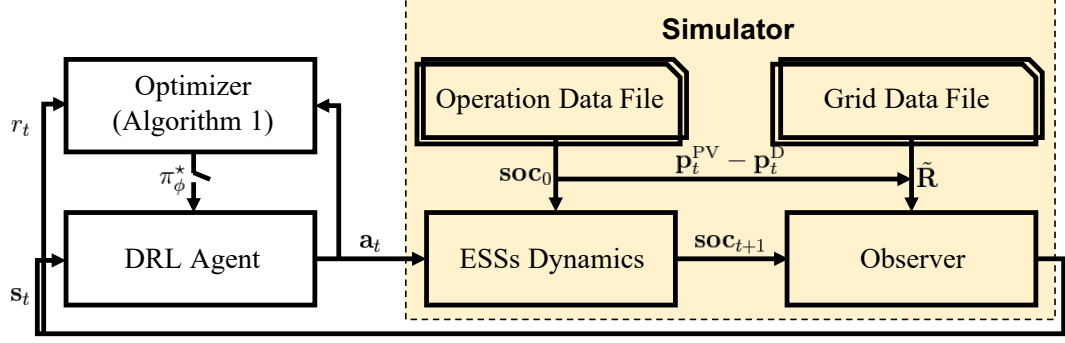 Simulator
Optimizer
(Algorithm 1)
Operation Data File
Grid Data File
r_t
π_ϕ^⋆
soc_0
p_t^PV − p_t^D
R̃
DRL Agent
a_t
ESSs Dynamics
soc_{t+1}
Observer
s_t